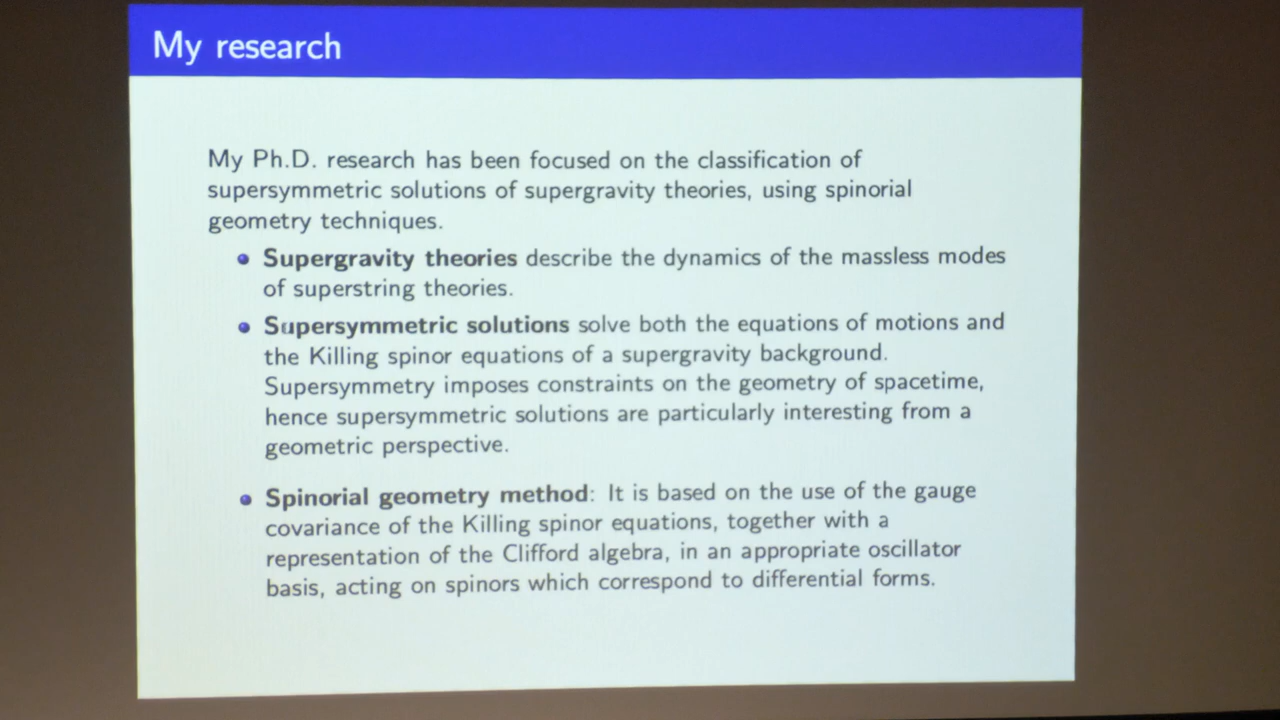 My research
My Ph.D. research has been focused on the classification of
supersymmetric solutions of supergravity theories, using spinorial
geometry techniques.
Supergravity theories describe the dynamics of the massless modes
of superstring theories.
Supersymmetric solutions solve both the equations of motions and
the Killing spinor equations of a supergravity background.
Supersymmetry imposes constraints on the geometry of spacetime,
hence supersymmetric solutions are particularly interesting from a
geometric perspective.
Spinorial geometry method: It is based on the use of the gauge
covariance of the Killing spinor equations, together with a
representation of the Clifford algebra, in an appropriate oscillator
basis, acting on spinors which correspond to differential forms.